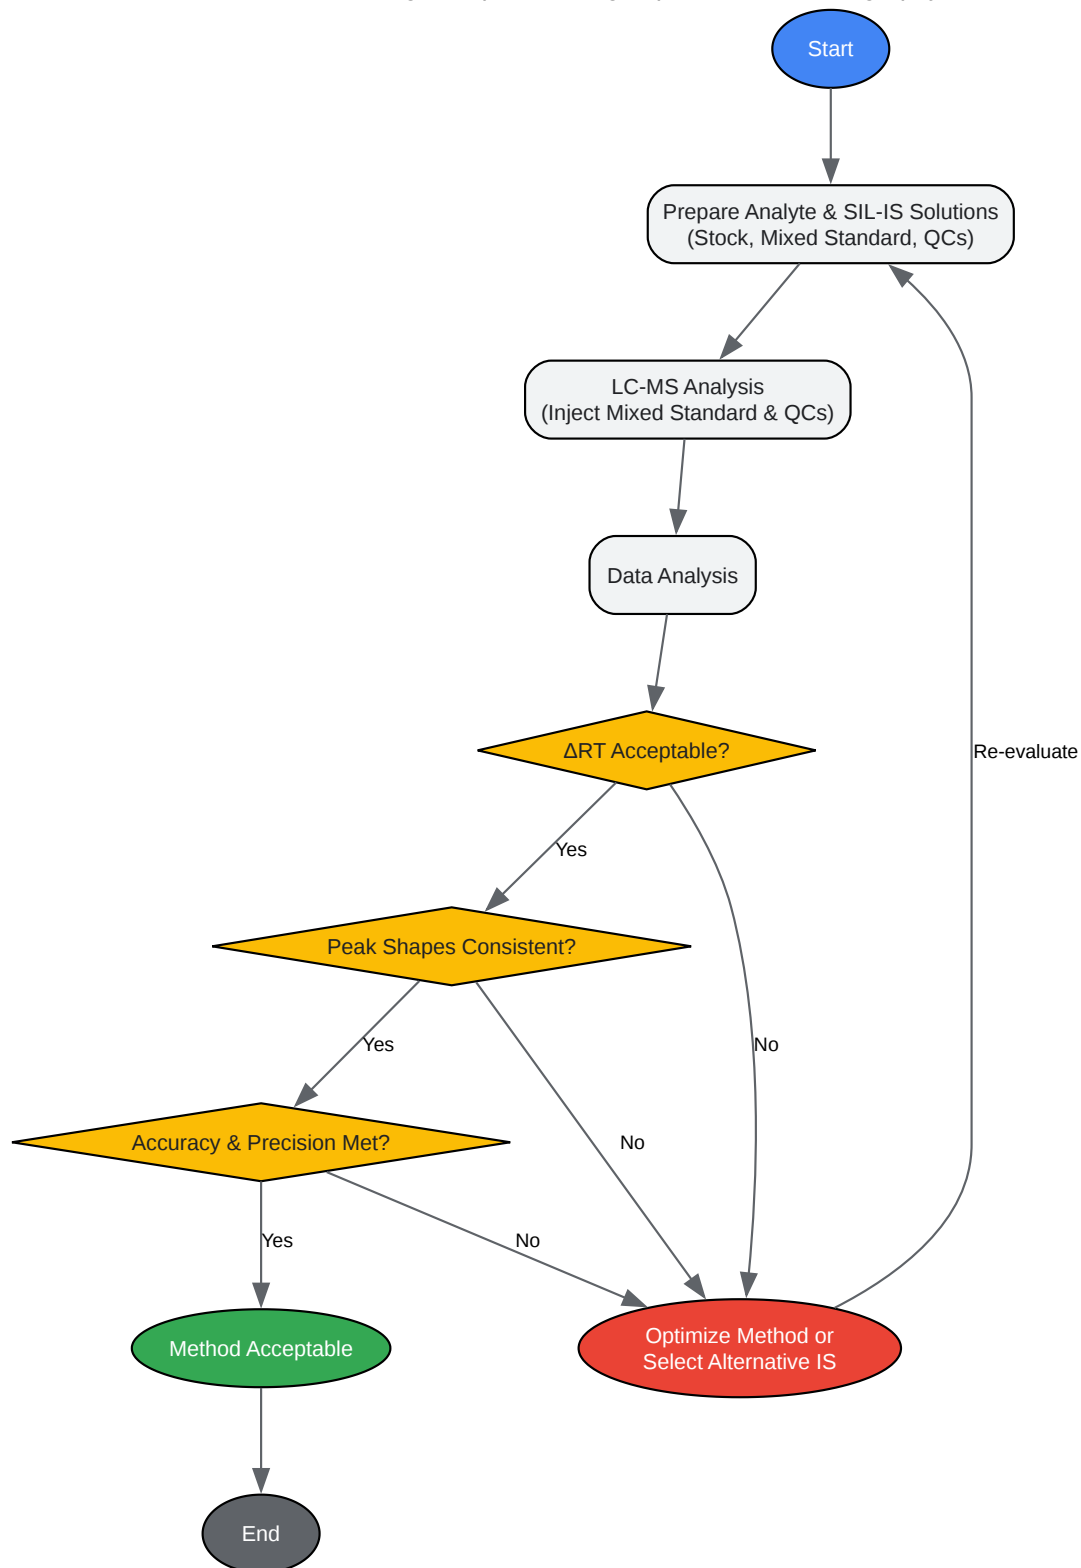 Start
Prepare Analyte & SIL-IS Solutions
(Stock, Mixed Standard, QCs)
LC-MS Analysis
(Inject Mixed Standard & QCs)
Data Analysis
ΔRT Acceptable?
Re-evaluate
Yes
Peak Shapes Consistent?
Yes
No
Accuracy & Precision Met?
No
Yes
No
Method Acceptable
Optimize Method or
Select Alternative IS
End